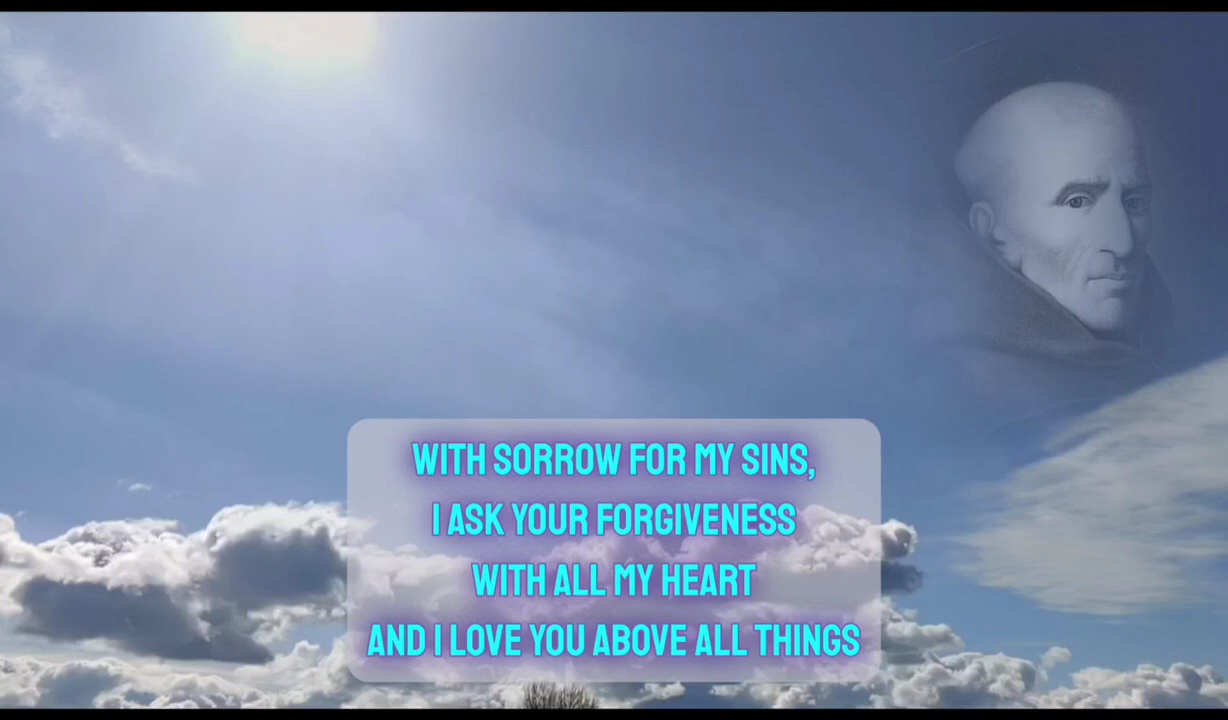 WITH SORROW FOR MY SINS,
I ASK YOUR FORGIVENESS
WITH ALL MY HEART
AND I LOVE YOU ABOVE ALL THINGS